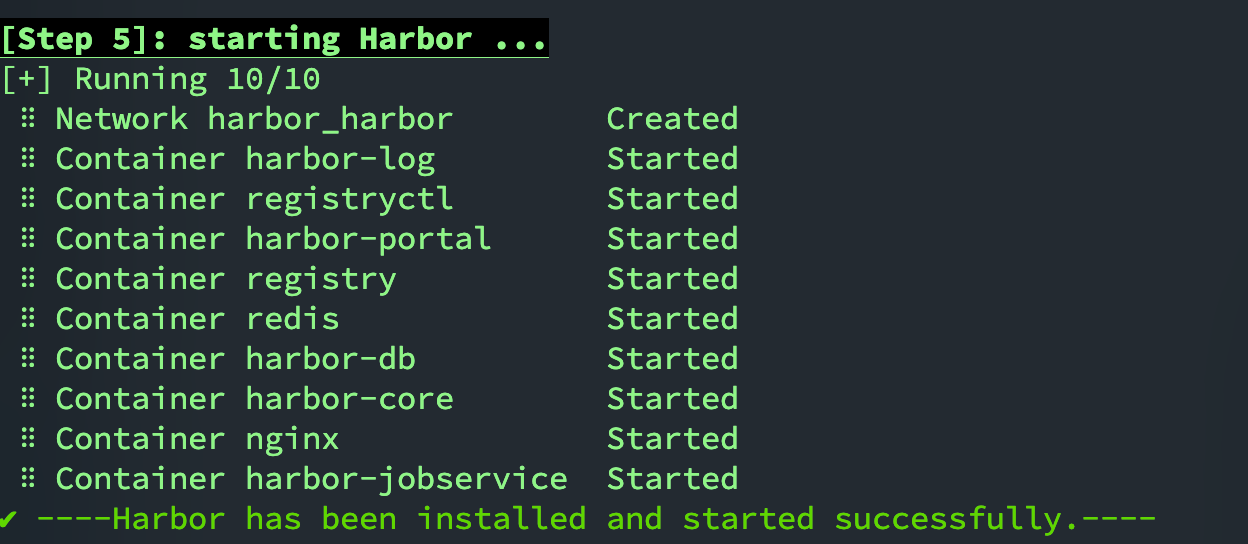 [Step 5]: starting Harbor ...
[+] Running 10/10
⠿ Network harbor_harbor Created
⠿ Container harbor-log Started
⠿ Container registryctl Started
⠿ Container harbor-portal Started
⠿ Container registry Started
⠿ Container redis Started
⠿ Container harbor-db Started
⠿ Container harbor-core Started
⠿ Container nginx Started
⠿ Container harbor-jobservice Started
✔ ----Harbor has been installed and started successfully.----